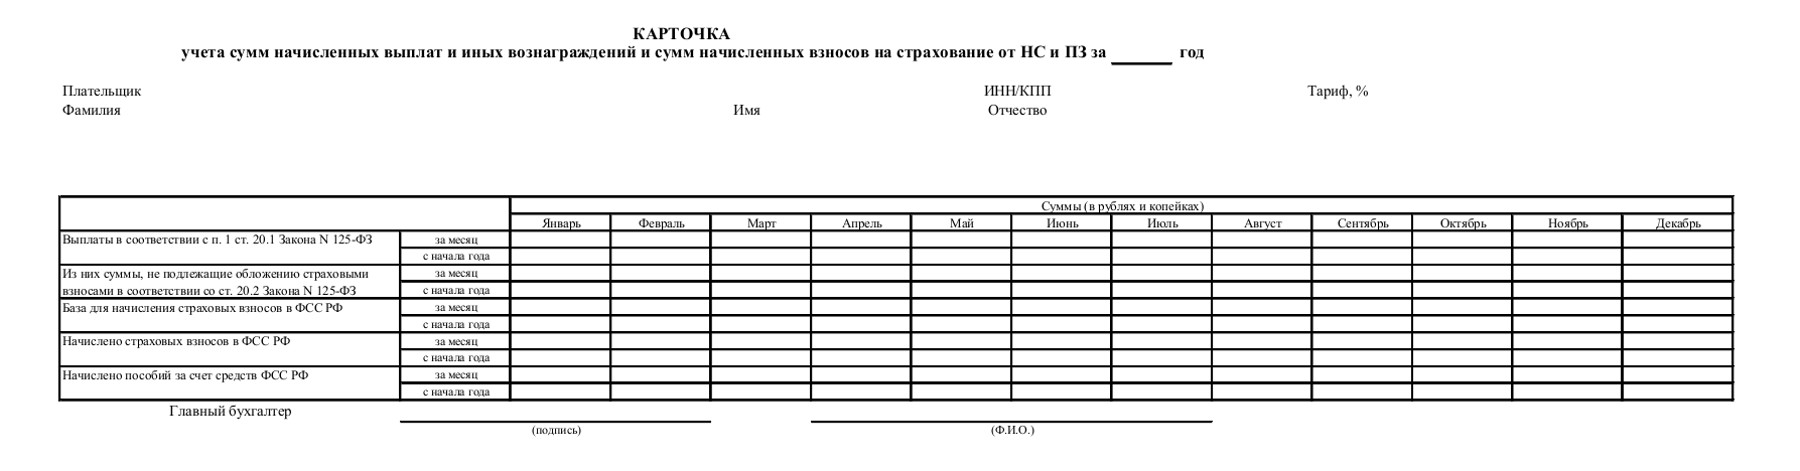 КАРТОЧКА
учета сумм начисленных выплат и иных вознаграждений и сумм начисленных взносов на страхование от НС и ПЗ за _______ год
Плательщик ИНН/КПП Тариф, %
Фамилия Имя Отчество
Суммы (в рублях и копейках)
Январь Февраль Март Апрель Май Июнь Июль Август Сентябрь Октябрь Ноябрь Декабрь
Выплаты в соответствии с п. 1 ст. 20.1 Закона N 125-ФЗ за месяц
с начала года
Из них суммы, не подлежащие обложению страховыми за месяц
взносами в соответствии со ст. 20.2 Закона N 125-ФЗ с начала года
База для начисления страховых взносов в ФСС РФ за месяц
с начала года
Начислено страховых взносов в ФСС РФ за месяц
с начала года
Начислено пособий за счет средств ФСС РФ за месяц
с начала года
Главный бухгалтер
(подпись) (Ф.И.О.)